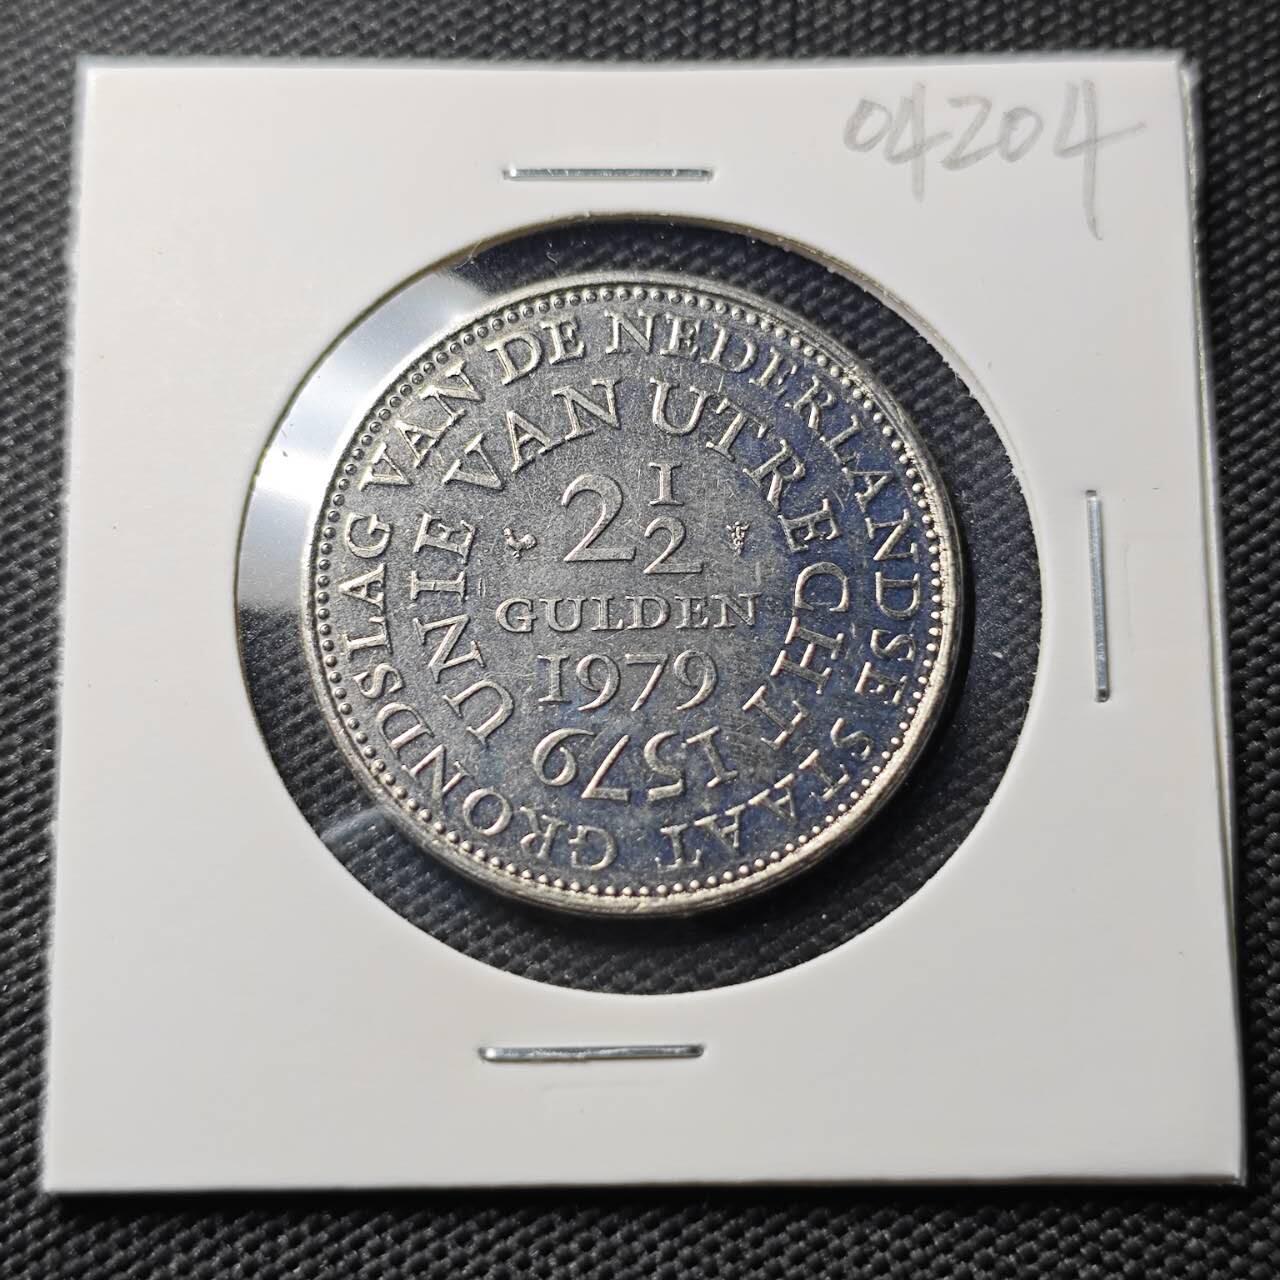 04204
GRONDSLAG VAN DE NEDERLANDSE STAAT
UNIE VAN UTRECHT 1579
2 1/2
GULDEN
1979